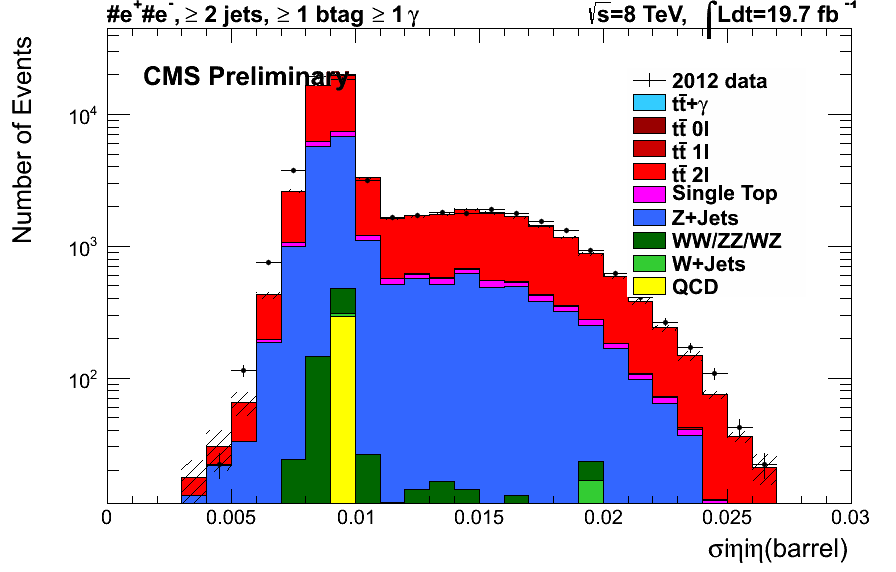 #e⁺#e⁻, ≥ 2 jets, ≥ 1 btag ≥ 1 γ
√s=8 TeV, ∫Ldt=19.7 fb⁻¹
CMS Preliminary
2012 data
tt̄+γ
tt̄ 0l
tt̄ 1l
tt̄ 2l
Single Top
Z+Jets
WW/ZZ/WZ
W+Jets
QCD
Number of Events
10⁴
10³
10²
0 0.005 0.01 0.015 0.02 0.025 0.03
σiηiη(barrel)